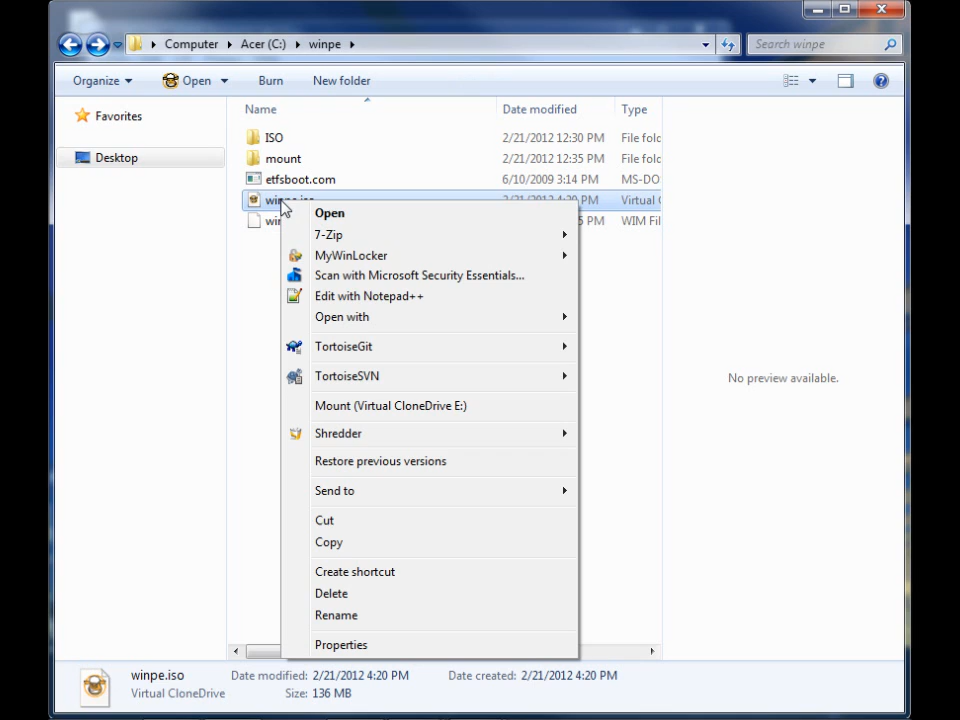 Computer Acer (C:) winpe Search winpe
Organize Open Burn New folder
Favorites
Desktop
Name Date modified Type
ISO 2/21/2012 12:30 PM File fold
mount 2/21/2012 12:35 PM File fold
etfsboot.com 6/10/2009 3:14 PM MS-DO
winpe.iso 2/21/2012 4:20 PM Virtual
5 PM WIM Fil
Open
7-Zip
MyWinLocker
Scan with Microsoft Security Essentials...
Edit with Notepad++
Open with
TortoiseGit
TortoiseSVN
Mount (Virtual CloneDrive E:)
Shredder
Restore previous versions
Send to
Cut
Copy
Create shortcut
Delete
Rename
Properties
No preview available.
winpe.iso Date modified: 2/21/2012 4:20 PM Date created: 2/21/2012 4:20 PM
Virtual CloneDrive Size: 136 MB